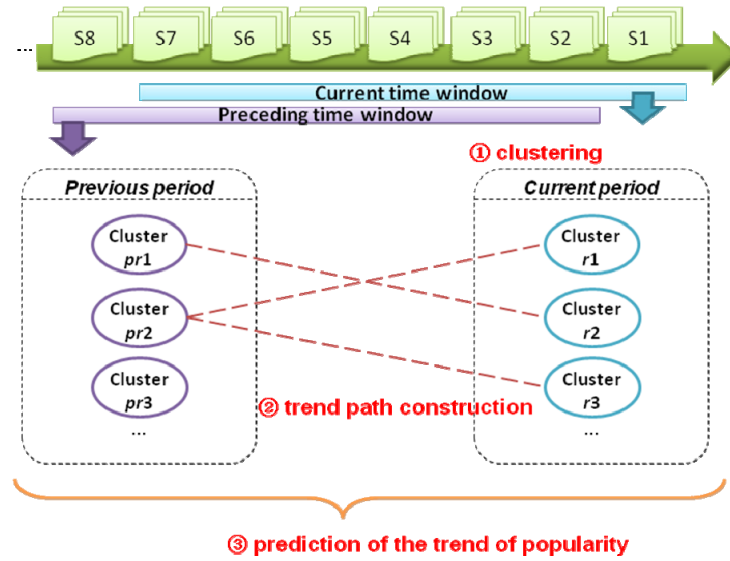 ... S8 S7 S6 S5 S4 S3 S2 S1
Current time window
Preceding time window
① clustering
Previous period
Current period
Cluster
pr1
Cluster
r1
Cluster
pr2
Cluster
r2
Cluster
pr3
Cluster
r3
② trend path construction
...
...
③ prediction of the trend of popularity